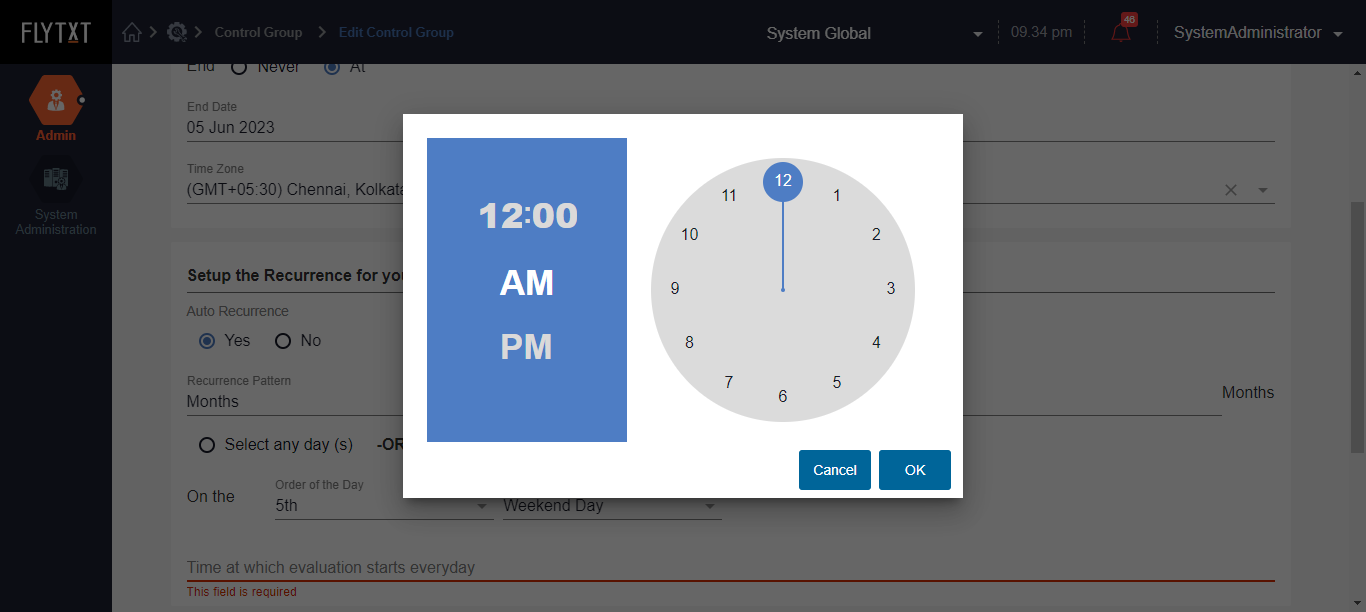 FLYTXT
Control Group
Edit Control Group
System Global
09.34 pm
46
SystemAdministrator
Admin
System
Administration
End
Never
At
End Date
05 Jun 2023
Time Zone
(GMT+05:30) Chennai, Kolkata
Setup the Recurrence for you
Auto Recurrence
Yes
No
Recurrence Pattern
Months
Months
Select any day (s)
-OR
On the
Order of the Day
5th
Weekend Day
Time at which evaluation starts everyday
This field is required
12:00
AM
PM
12
1
2
3
4
5
6
7
8
9
10
11
Cancel
OK